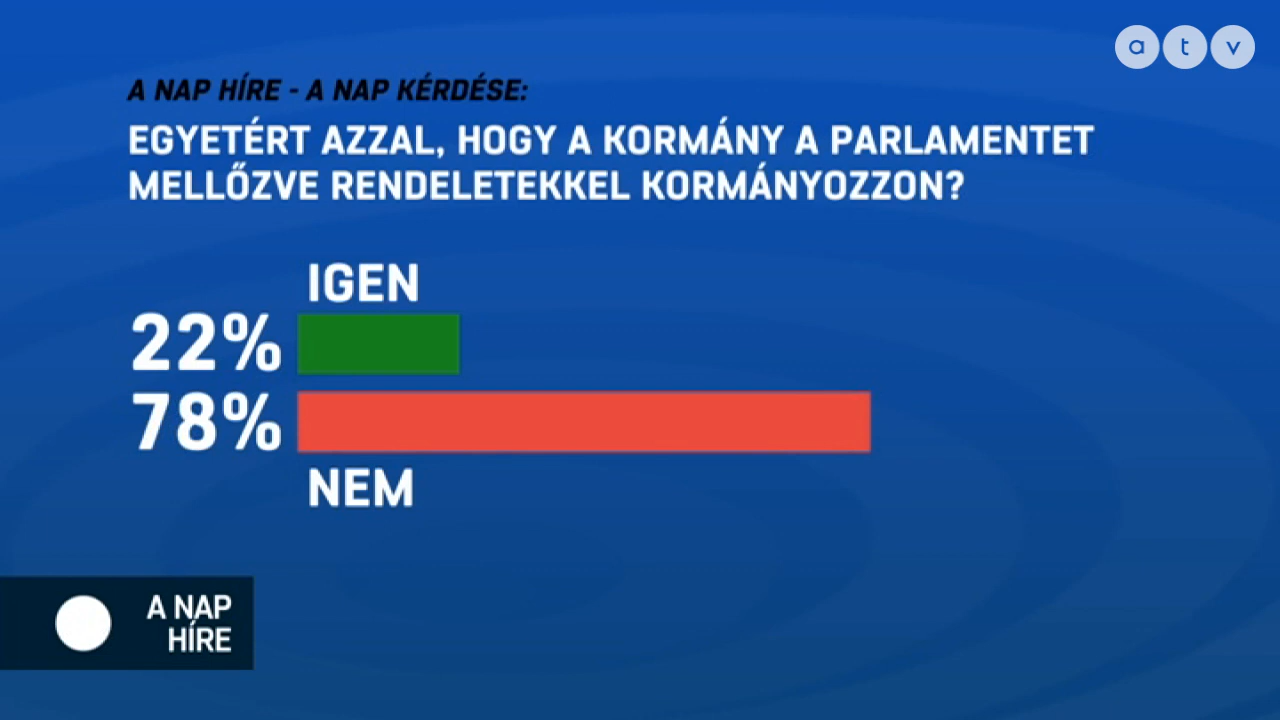 atv
A NAP HÍRE - A NAP KÉRDÉSE:
EGYETÉRT AZZAL, HOGY A KORMÁNY A PARLAMENTET
MELLŐZVE RENDELETEKKEL KORMÁNYOZZON?
IGEN
22%
78%
NEM
A NAP
HÍRE